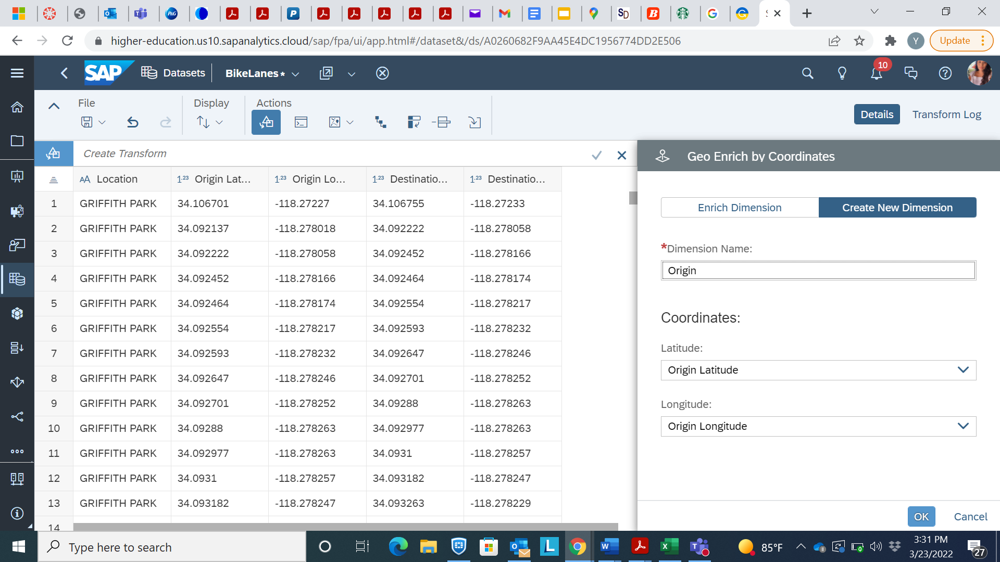 higher-education.us10.sapanalytics.cloud/sap/fpa/ui/app.html#/dataset&/ds/A0260682F9AA45E4DC1956774DD2E506
Y
Update
SAP
Datasets
BikeLanes *
10
File
Display
Actions
Details
Transform Log
Create Transform
Location
Origin Lat...
Origin Lo...
Destinatio...
Destinatio...
1 GRIFFITH PARK 34.106701 -118.27227 34.106755 -118.27233
2 GRIFFITH PARK 34.092137 -118.278018 34.092222 -118.278058
3 GRIFFITH PARK 34.092222 -118.278058 34.092452 -118.278166
4 GRIFFITH PARK 34.092452 -118.278166 34.092464 -118.278174
5 GRIFFITH PARK 34.092464 -118.278174 34.092554 -118.278217
6 GRIFFITH PARK 34.092554 -118.278217 34.092593 -118.278232
7 GRIFFITH PARK 34.092593 -118.278232 34.092647 -118.278246
8 GRIFFITH PARK 34.092647 -118.278246 34.092701 -118.278252
9 GRIFFITH PARK 34.092701 -118.278252 34.09288 -118.278263
10 GRIFFITH PARK 34.09288 -118.278263 34.092977 -118.278263
11 GRIFFITH PARK 34.092977 -118.278263 34.0931 -118.278257
12 GRIFFITH PARK 34.0931 -118.278257 34.093182 -118.278247
13 GRIFFITH PARK 34.093182 -118.278247 34.093263 -118.278229
14
Geo Enrich by Coordinates
Enrich Dimension
Create New Dimension
*Dimension Name:
Origin
Coordinates:
Latitude:
Origin Latitude
Longitude:
Origin Longitude
OK
Cancel
Type here to search
85°F
3:31 PM
3/23/2022
27